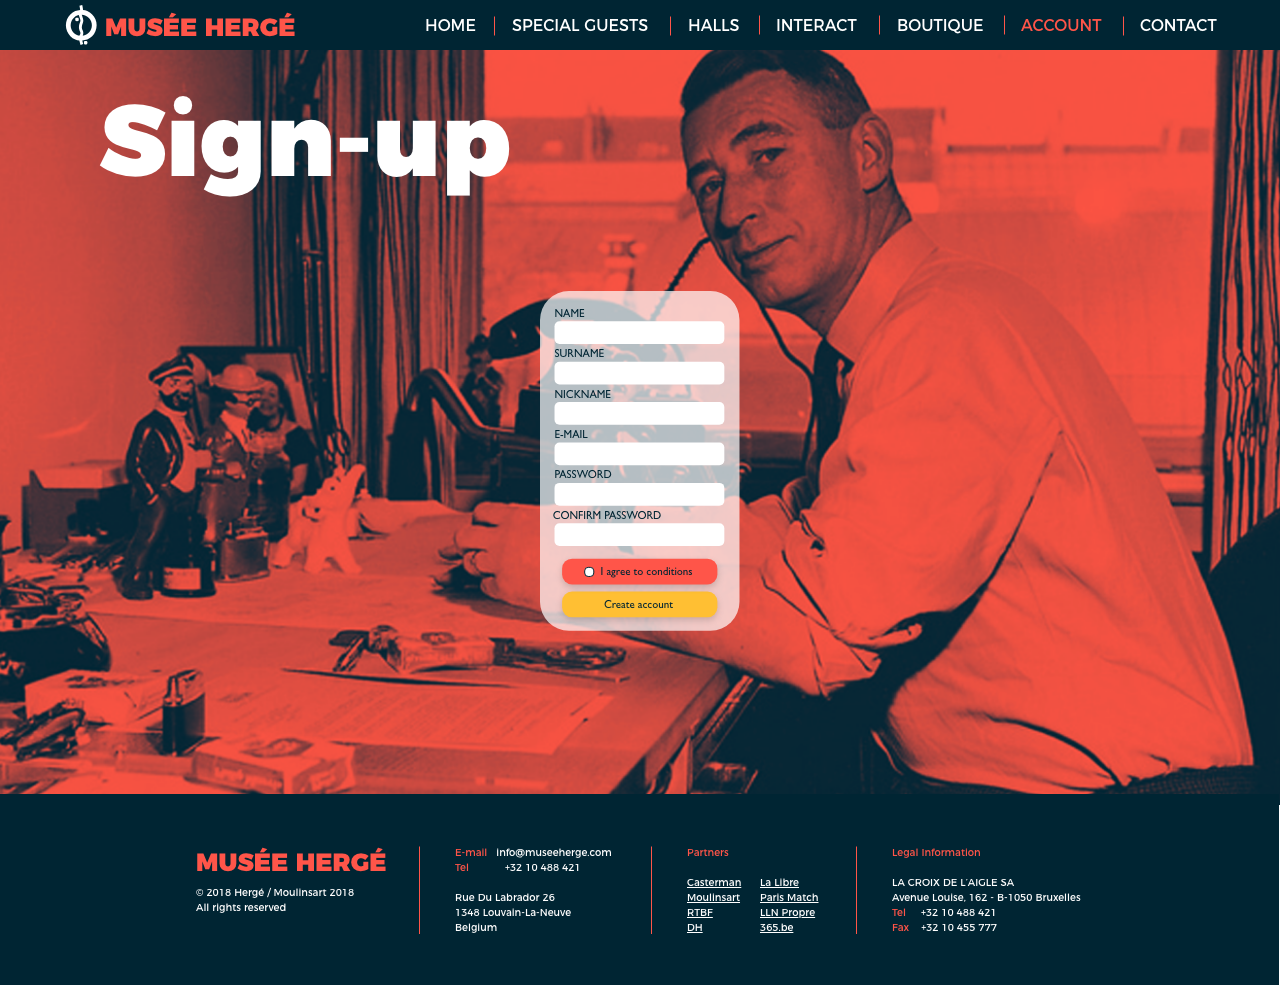 MUSÉE HERGÉ
HOME
SPECIAL GUESTS
HALLS
INTERACT
BOUTIQUE
ACCOUNT
CONTACT
Sign-up
NAME
SURNAME
NICKNAME
E-MAIL
PASSWORD
CONFIRM PASSWORD
I agree to conditions
Create account
MUSÉE HERGÉ
© 2018 Hergé / Moulinsart 2018
All rights reserved
E-mail info@museeherge.com
Tel +32 10 488 421
Rue Du Labrador 26
1348 Louvain-La-Neuve
Belgium
Partners
Casterman
Moulinsart
RTBF
DH
La Libre
Paris Match
LLN Propre
365.be
Legal Information
LA CROIX DE L'AIGLE SA
Avenue Louise, 162 - B-1050 Bruxelles
Tel +32 10 488 421
Fax +32 10 455 777